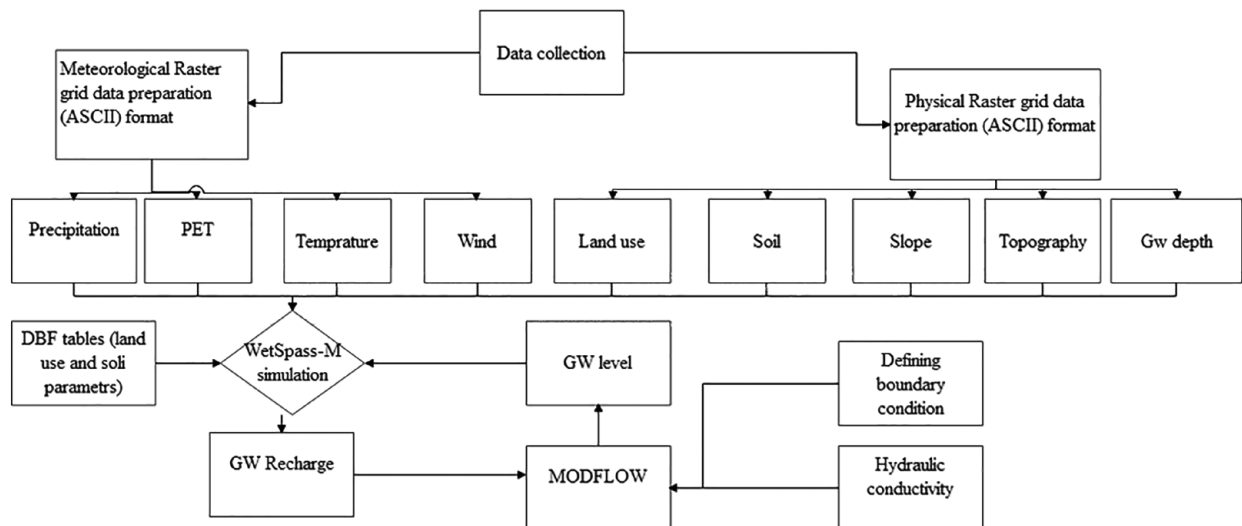 Data collection
Meteorological Raster
grid data preparation
(ASCII) format
Physical Raster grid data
preparation (ASCII) format
Precipitation
PET
Temprature
Wind
Land use
Soil
Slope
Topography
Gw depth
DBF tables (land
use and soli
parametrs)
WetSpass-M
simulation
GW level
Defining
boundary
condition
GW Recharge
MODFLOW
Hydraulic
conductivity